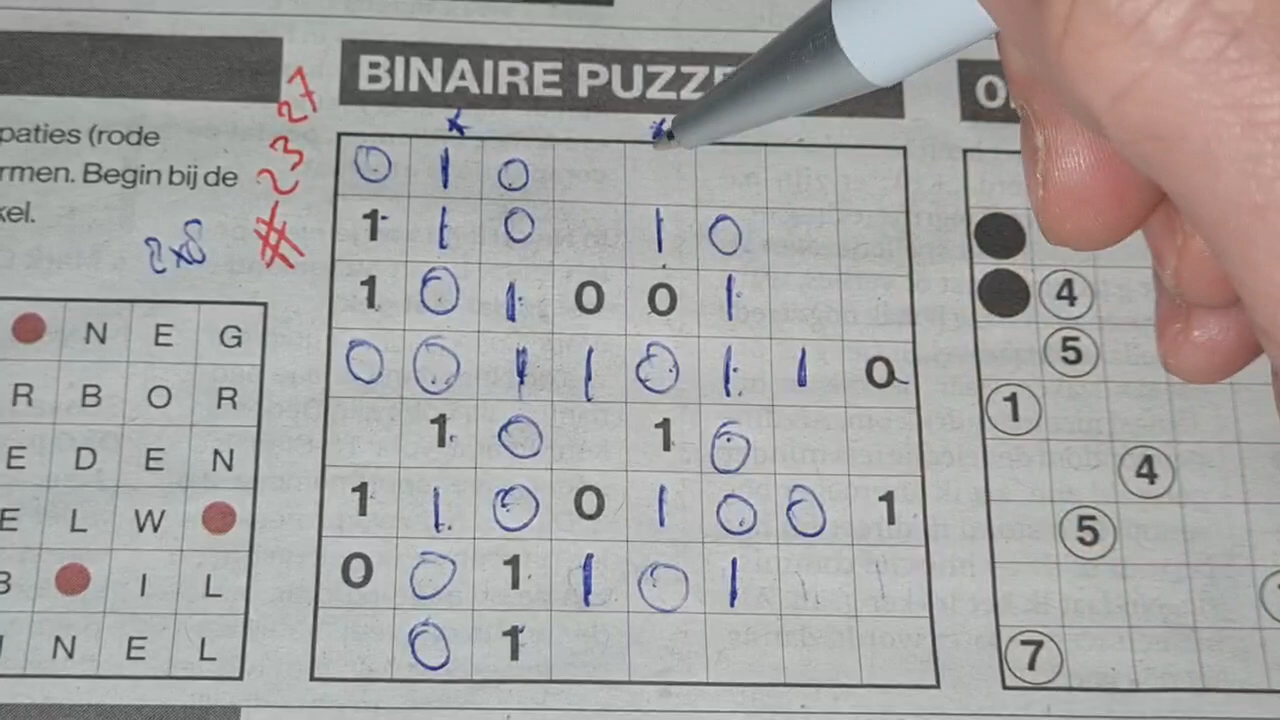 BINAIRE PUZZ
O
paties (rode
rmen. Begin bij de
kel.
# 23 27
2x8
0 1 0
1 1 0 1 0
1 0 1 0 0 1
0 0 1 1 0 1 1 0
1 0 1 0
1 1 0 0 1 0 0 1
0 0 1 1 0 1
0 1
N E G
R B O R
E D E N
E L W
B I L
I N E L
4
5
1
4
5
7